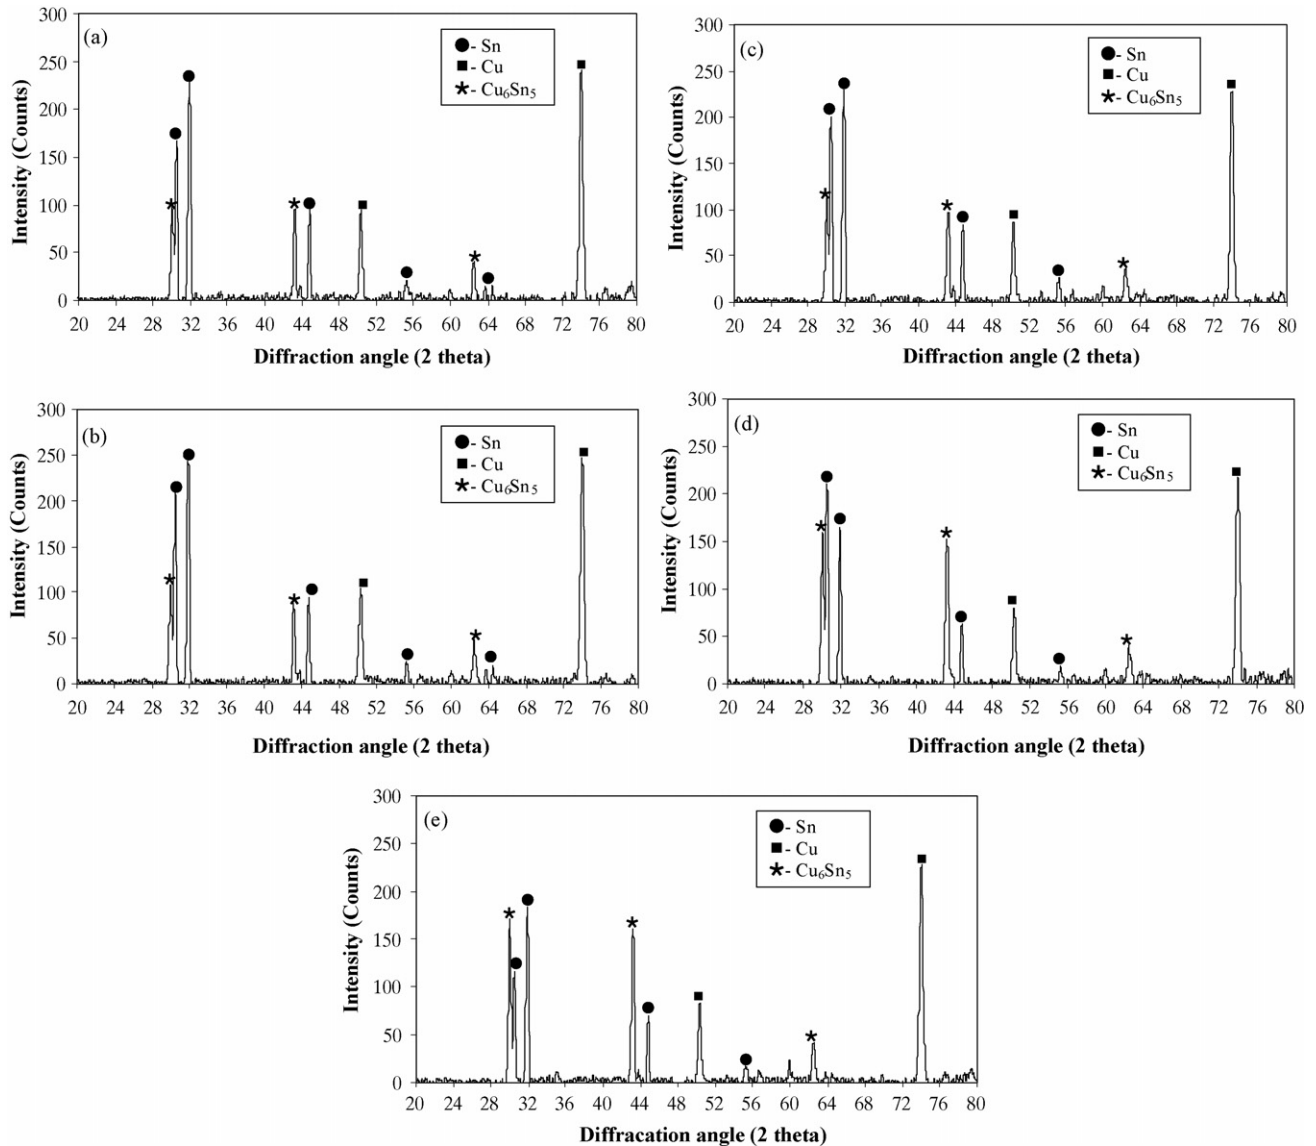 (a)
- Sn
- Cu
- Cu6Sn5
300
250
200
150
100
50
0
Intensity (Counts)
20 24 28 32 36 40 44 48 52 56 60 64 68 72 76 80
Diffraction angle (2 theta)
(c)
- Sn
- Cu
- Cu6Sn5
300
250
200
150
100
50
0
Intensity (Counts)
20 24 28 32 36 40 44 48 52 56 60 64 68 72 76 80
Diffraction angle (2 theta)
(b)
- Sn
- Cu
- Cu6Sn5
300
250
200
150
100
50
0
Intensity (Counts)
20 24 28 32 36 40 44 48 52 56 60 64 68 72 76 80
Diffraction angle (2 theta)
(d)
- Sn
- Cu
- Cu6Sn5
300
250
200
150
100
50
0
Intensity (Counts)
20 24 28 32 36 40 44 48 52 56 60 64 68 72 76 80
Diffraction angle (2 theta)
(e)
- Sn
- Cu
- Cu6Sn5
300
250
200
150
100
50
0
Intensity (Counts)
20 24 28 32 36 40 44 48 52 56 60 64 68 72 76 80
Diffracation angle (2 theta)